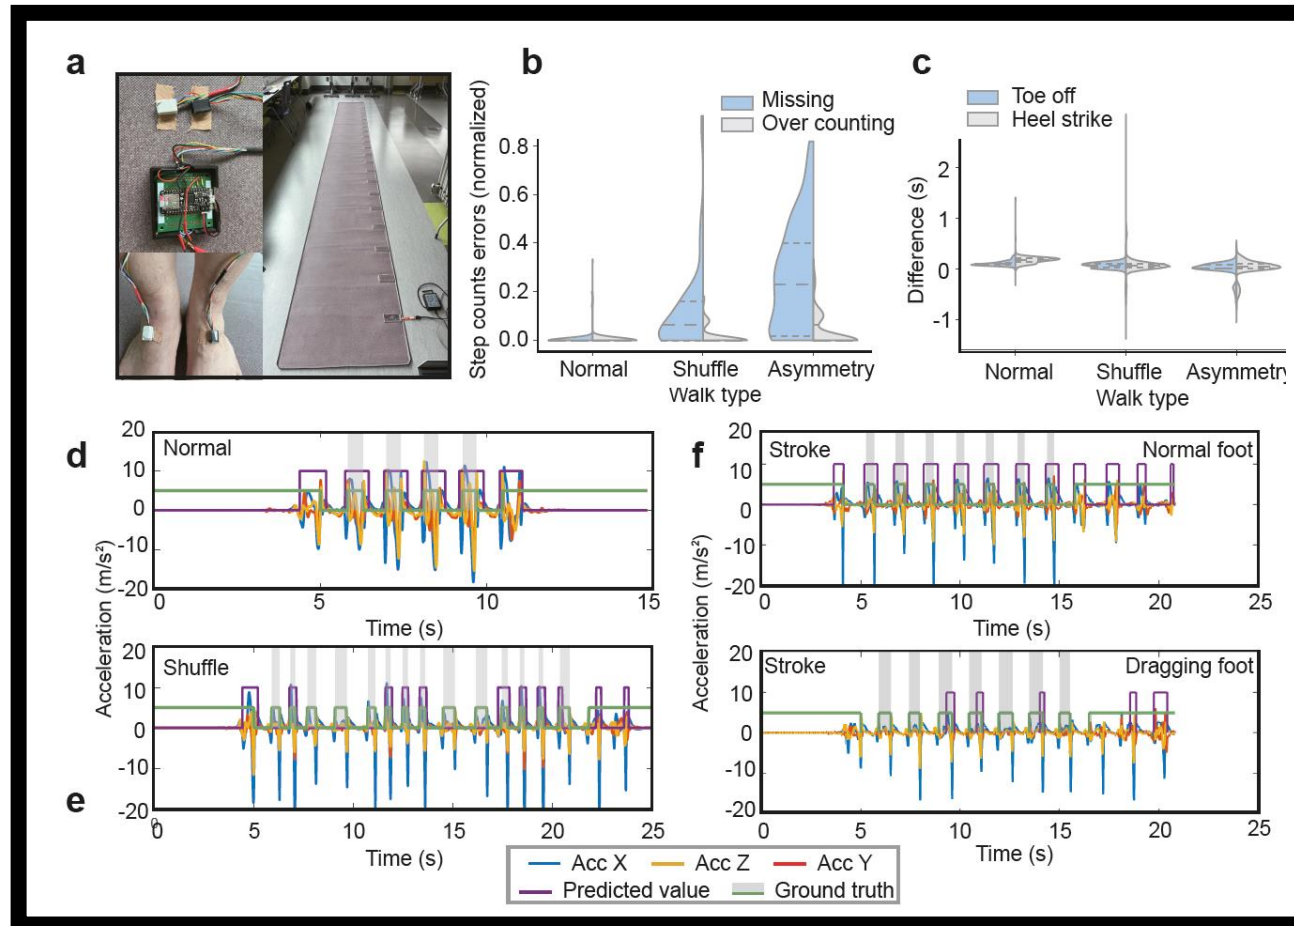 a
b
Missing
Over counting
Step counts errors (normalized)
0.8
0.6
0.4
0.2
0.0
Normal
Shuffle
Asymmetry
Walk type
c
Toe off
Heel strike
Difference (s)
2
1
0
-1
Normal
Shuffle
Asymmetry
Walk type
d
Normal
20
10
0
-10
-20
0
5
10
15
Time (s)
Acceleration (m/s²)
e
Shuffle
20
10
0
-10
-20
0
5
10
15
20
25
Time (s)
f
Stroke
Normal foot
20
10
0
-10
-20
0
5
10
15
20
25
Time (s)
Acceleration (m/s²)
Stroke
Dragging foot
20
10
0
-10
-20
0
5
10
15
20
25
Time (s)
Acc X
Acc Z
Acc Y
Predicted value
Ground truth